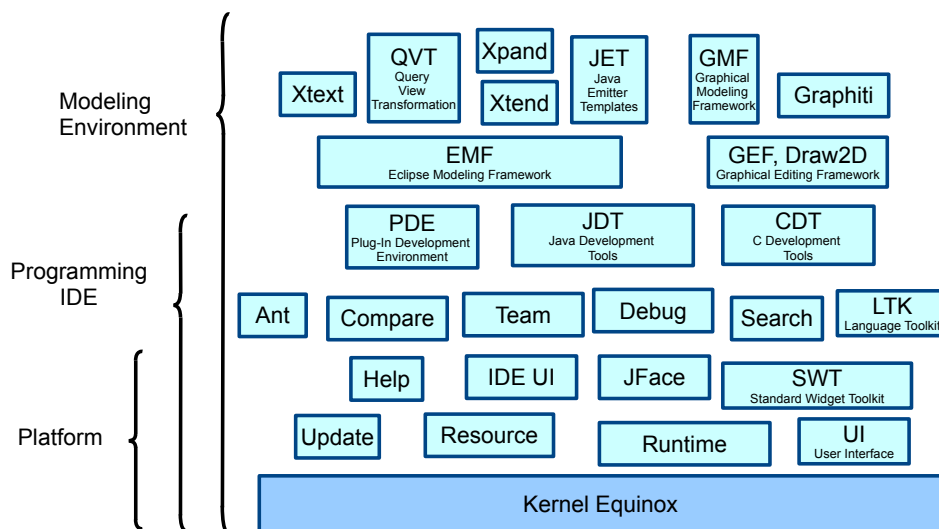 Modeling
Environment
Xtext
QVT
Query
View
Transformation
Xpand
Xtend
JET
Java
Emitter
Templates
GMF
Graphical
Modeling
Framework
Graphiti
EMF
Eclipse Modeling Framework
GEF, Draw2D
Graphical Editing Framework
Programming
IDE
PDE
Plug-In Development
Environment
JDT
Java Development
Tools
CDT
C Development
Tools
Ant
Compare
Team
Debug
Search
LTK
Language Toolkit
Platform
Help
IDE UI
JFace
SWT
Standard Widget Toolkit
Update
Resource
Runtime
UI
User Interface
Kernel Equinox